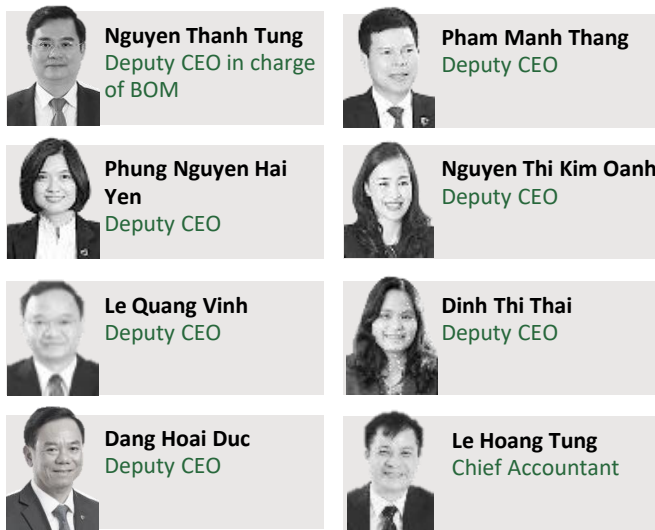 Nguyen Thanh Tung
Deputy CEO in charge
of BOM
Pham Manh Thang
Deputy CEO
Phung Nguyen Hai
Yen
Deputy CEO
Nguyen Thi Kim Oanh
Deputy CEO
Le Quang Vinh
Deputy CEO
Dinh Thi Thai
Deputy CEO
Dang Hoai Duc
Deputy CEO
Le Hoang Tung
Chief Accountant